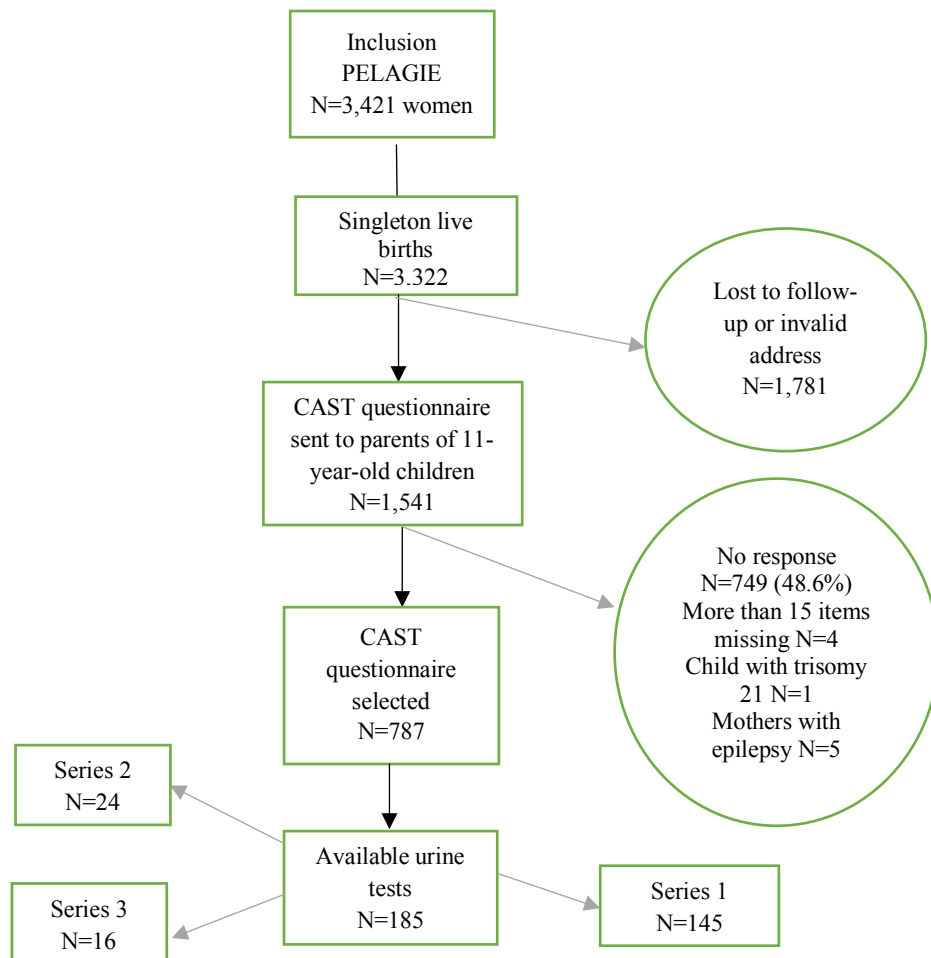 Inclusion
PELAGIE
N=3,421 women
Singleton live
births
N=3.322
Lost to follow-
up or invalid
address
N=1,781
CAST questionnaire
sent to parents of 11-
year-old children
N=1,541
No response
N=749 (48.6%)
More than 15 items
missing N=4
Child with trisomy
21 N=1
Mothers with
epilepsy N=5
CAST
questionnaire
selected
N=787
Series 2
N=24
Available urine
tests
N=185
Series 1
N=145
Series 3
N=16